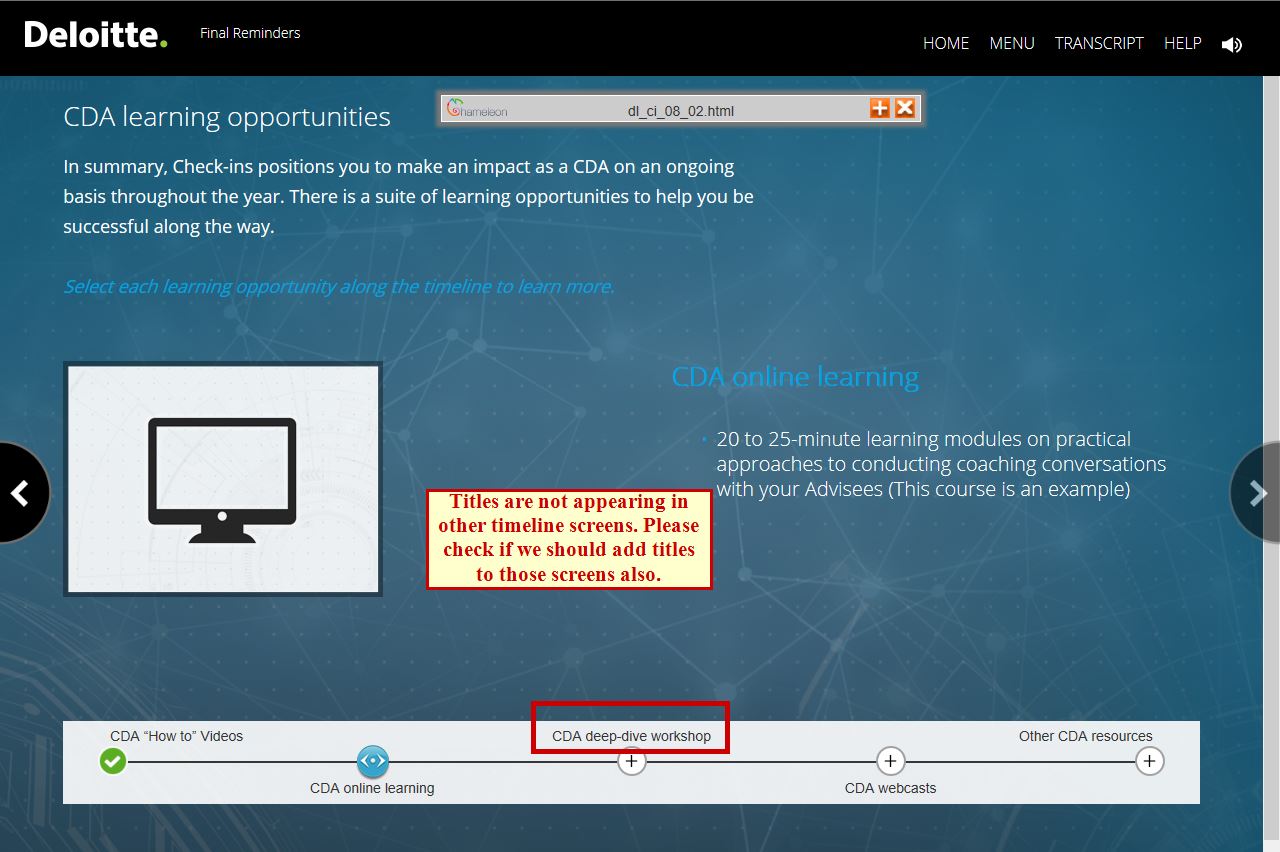 Deloitte.
Final Reminders
HOME MENU TRANSCRIPT HELP
CDA learning opportunities
Chameleon
dl_ci_08_02.html
In summary, Check-ins positions you to make an impact as a CDA on an ongoing
basis throughout the year. There is a suite of learning opportunities to help you be
successful along the way.
Select each learning opportunity along the timeline to learn more.
CDA online learning
• 20 to 25-minute learning modules on practical
approaches to conducting coaching conversations
with your Advisees (This course is an example)
Titles are not appearing in
other timeline screens. Please
check if we should add titles
to those screens also.
CDA “How to” Videos
CDA online learning
CDA deep-dive workshop
CDA webcasts
Other CDA resources